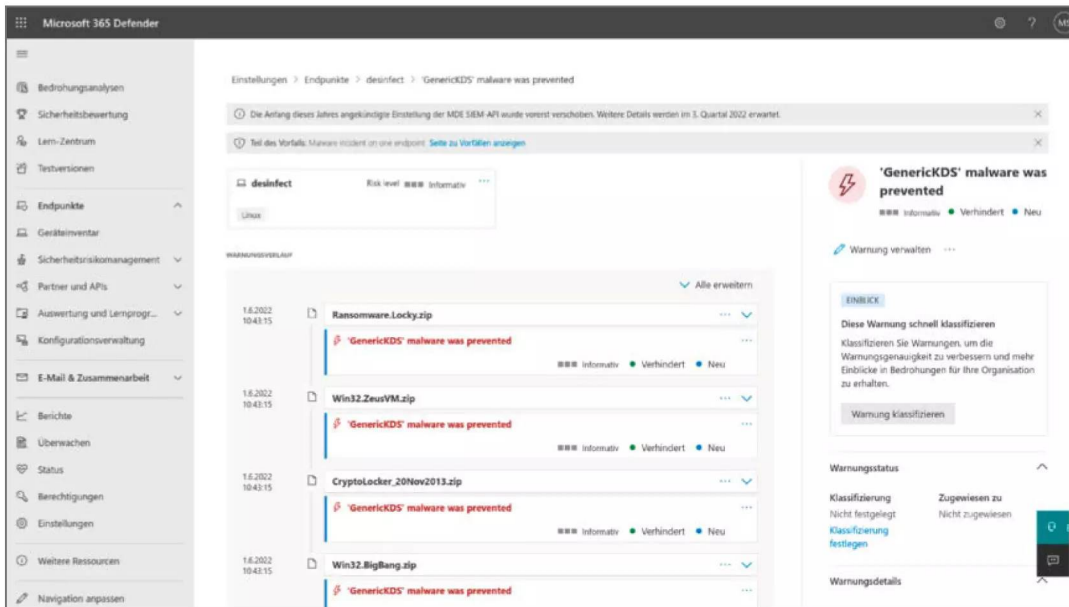 Microsoft 365 Defender
?
MS
Bedrohungsanalysen
Sicherheitsbewertung
Lern-Zentrum
Testversionen
Endpunkte
Geräteinventar
Sicherheitsrisikomanagement
Partner und APIs
Auswertung und Lernprogr...
Konfigurationsverwaltung
E-Mail & Zusammenarbeit
Berichte
Überwachen
Status
Berechtigungen
Einstellungen
Weitere Ressourcen
Navigation anpassen
Einstellungen > Endpunkte > desinfect > 'GenericKDS' malware was prevented
Die Anfang dieses Jahres angekündigte Einstellung der MDE SIEM-API wurde vorerst verschoben. Weitere Details werden im 3. Quartal 2022 erwartet.
Teil des Vorfalls: Malware incident on one endpoint Seite zu Vorfällen anzeigen
desinfect Risk level Informativ ...
Linux
WARNUNGSVERLAUF
Alle erweitern
1.6.2022
10:43:15
Ransomware.Locky.zip ...
'GenericKDS' malware was prevented ...
Informativ Verhindert Neu
1.6.2022
10:43:15
Win32.ZeusVM.zip ...
'GenericKDS' malware was prevented ...
Informativ Verhindert Neu
1.6.2022
10:43:15
CryptoLocker_20Nov2013.zip ...
'GenericKDS' malware was prevented ...
Informativ Verhindert Neu
1.6.2022
10:43:15
Win32.BigBang.zip ...
'GenericKDS' malware was prevented ...
'GenericKDS' malware was
prevented
Informativ Verhindert Neu
Warnung verwalten ...
EINBLICK
Diese Warnung schnell klassifizieren
Klassifizieren Sie Warnungen, um die
Warnungsgenauigkeit zu verbessern und mehr
Einblicke in Bedrohungen für Ihre Organisation
zu erhalten.
Warnung klassifizieren
Warnungsstatus
Klassifizierung Zugewiesen zu
Nicht festgelegt Nicht zugewiesen
Klassifizierung
festlegen
Warnungsdetails